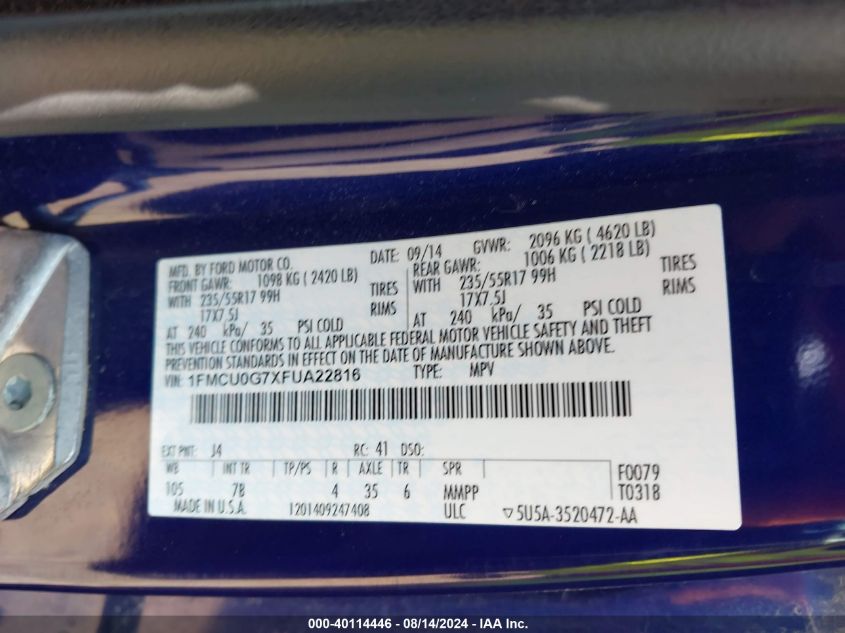 MFD. BY FORD MOTOR CO. DATE: 09/14 GVWR: 2096 KG ( 4620 LB)
FRONT GAWR: 1098 KG ( 2420 LB) REAR GAWR: 1006 KG ( 2218 LB)
WITH 235/55R17 99H TIRES WITH 235/55R17 99H TIRES
17X7.5J RIMS 17X7.5J RIMS
AT 240 kPa/ 35 PSI COLD AT 240 kPa/ 35 PSI COLD
THIS VEHICLE CONFORMS TO ALL APPLICABLE FEDERAL MOTOR VEHICLE SAFETY AND THEFT
PREVENTION STANDARDS IN EFFECT ON THE DATE OF MANUFACTURE SHOWN ABOVE.
VIN: 1FMCU0G7XFUA22816 TYPE: MPV
EXT PNT: J4 RC: 41 DSO:
WB INT TR TP/PS R AXLE TR SPR F0079
105 7B 4 35 6 MMPP T0318
MADE IN U.S.A. 1201409247408 ULC ▽5U5A-3520472-AA
000-40114446 - 08/14/2024 - IAA Inc.